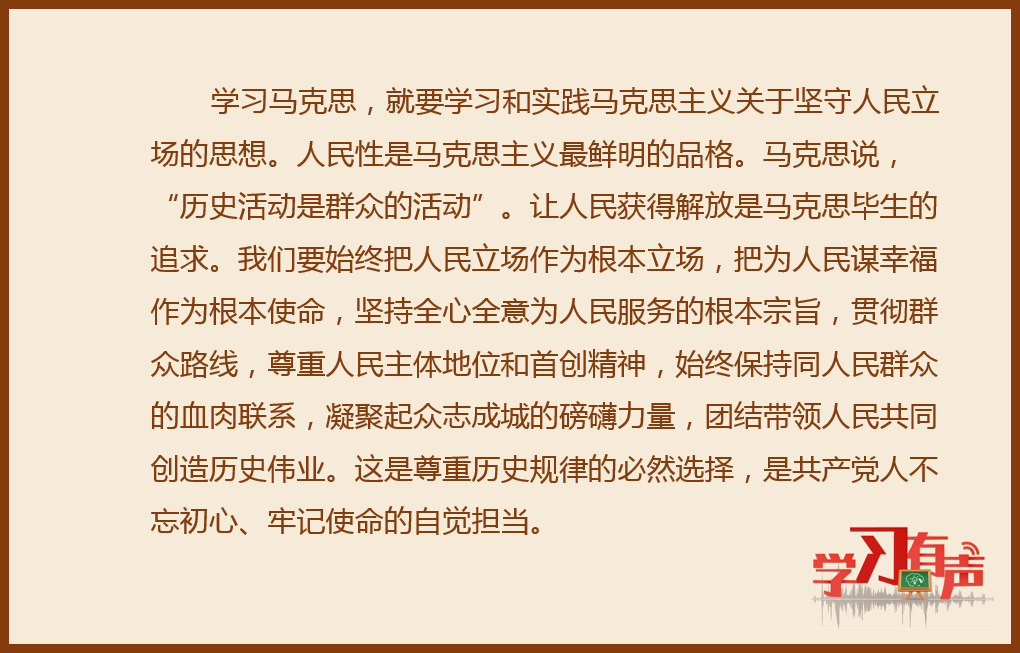 学习马克思，就要学习和实践马克思主义关于坚守人民立
场的思想。人民性是马克思主义最鲜明的品格。马克思说，
“历史活动是群众的活动”。让人民获得解放是马克思毕生的
追求。我们要始终把人民立场作为根本立场，把为人民谋幸福
作为根本使命，坚持全心全意为人民服务的根本宗旨，贯彻群
众路线，尊重人民主体地位和首创精神，始终保持同人民群众
的血肉联系，凝聚起众志成城的磅礴力量，团结带领人民共同
创造历史伟业。这是尊重历史规律的必然选择，是共产党人不
忘初心、牢记使命的自觉担当。
学习有声